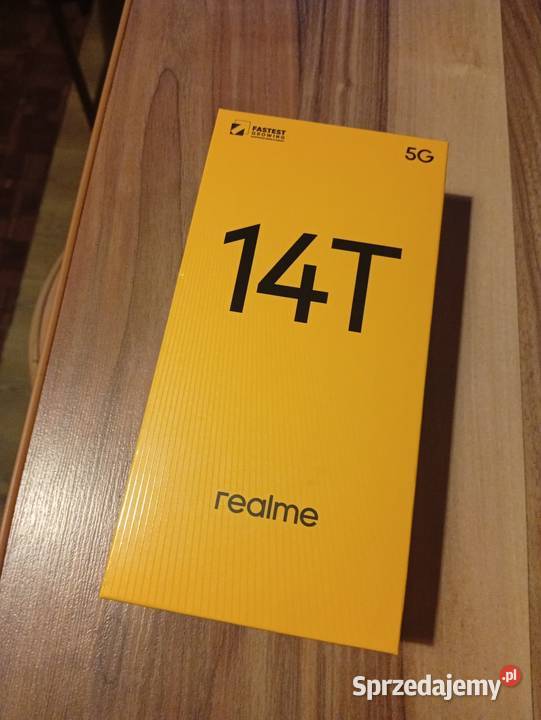 FASTEST
GROWING
5G
14T
realme
Sprzedajemy.pl